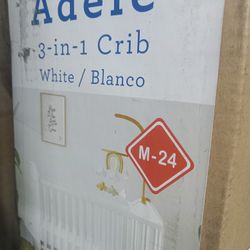 Adele
3-in-1 Crib
White / Blanco
M-24